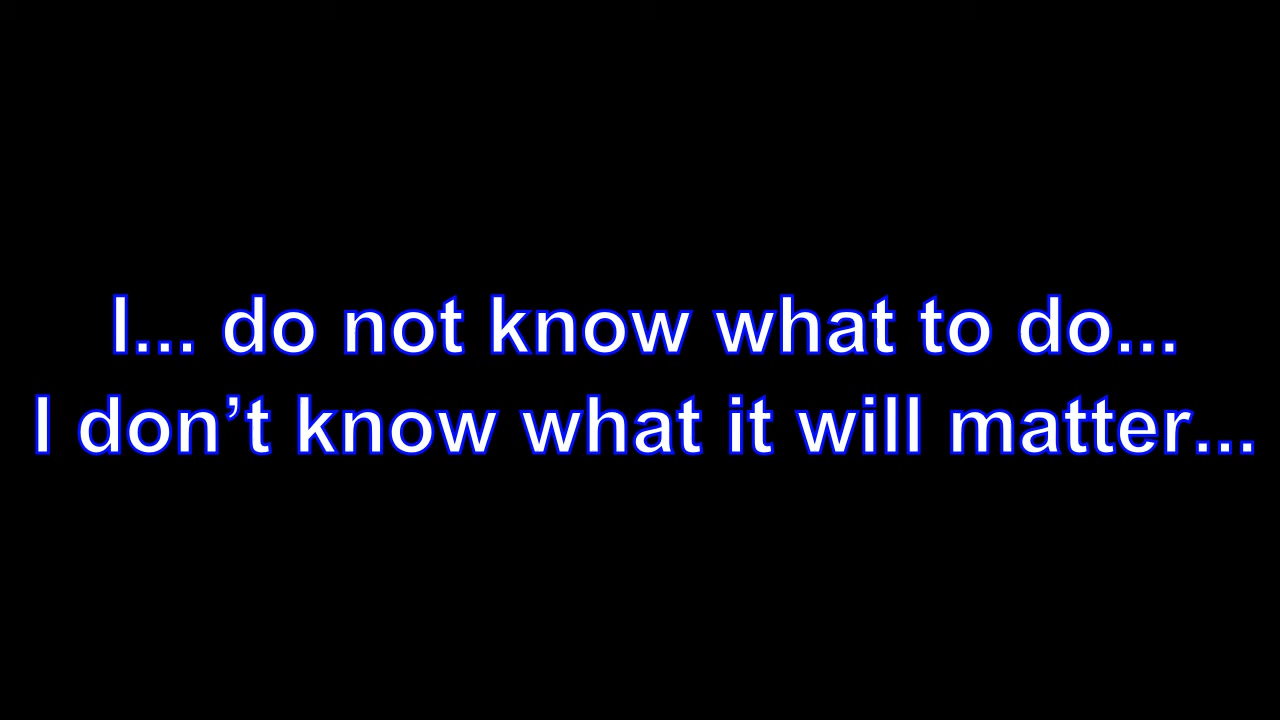 I... do not know what to do...
I don’t know what it will matter...